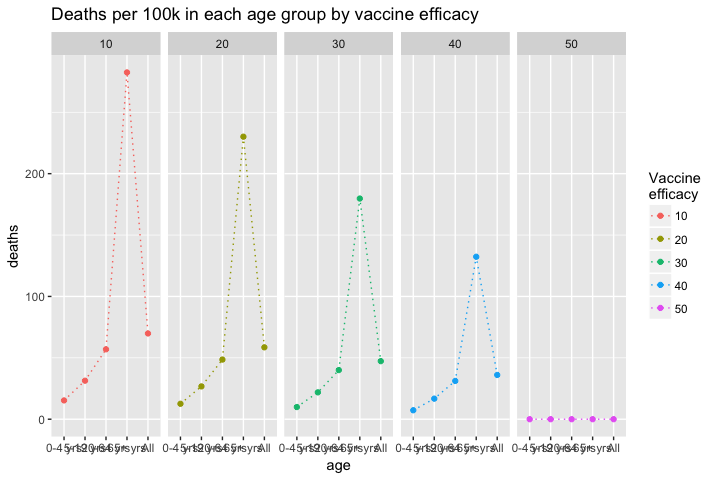 Deaths per 100k in each age group by vaccine efficacy
10 20 30 40 50
deaths
200
100
0
All All All All All
age
Vaccine
efficacy
10
20
30
40
50